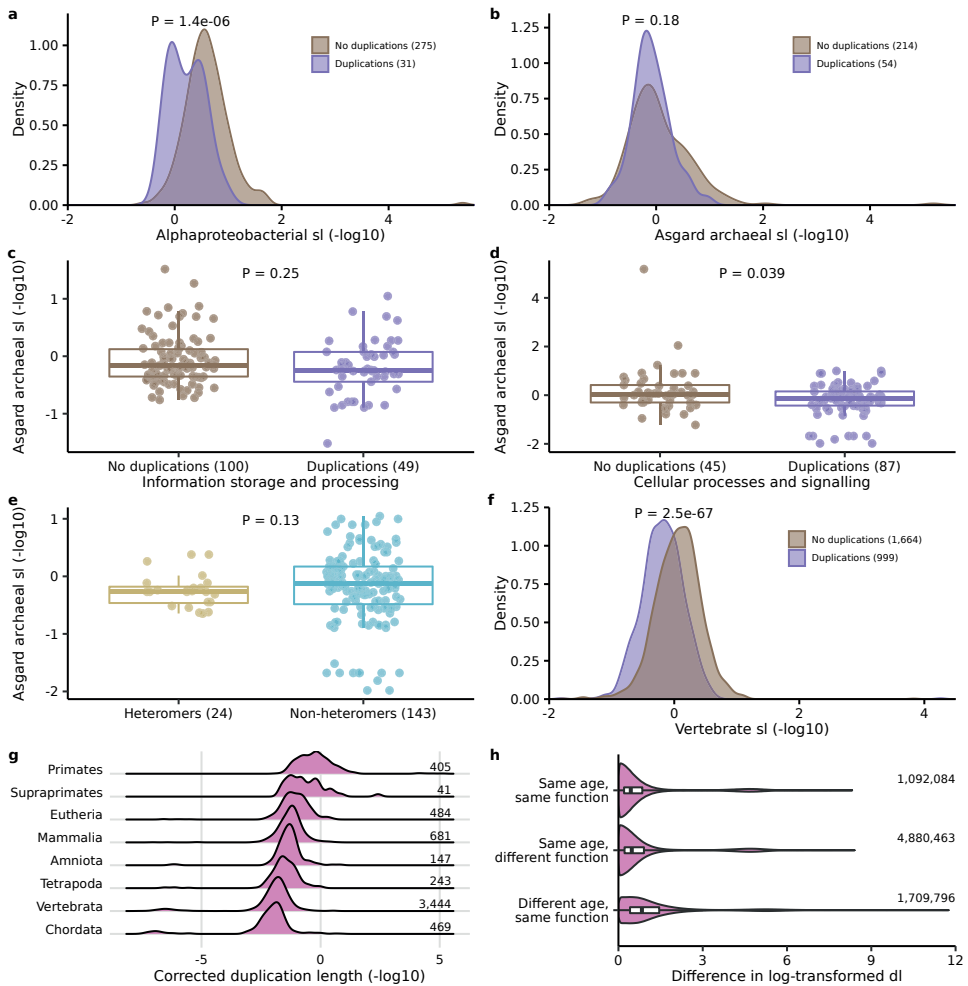 a
P = 1.4e-06
No duplications (275)
Duplications (31)
Density
1.00
0.75
0.50
0.25
0.00
-2
0
2
4
Alphaproteobacterial sl (-log10)
b
P = 0.18
No duplications (214)
Duplications (54)
Density
1.25
1.00
0.75
0.50
0.25
0.00
-2
0
2
4
Asgard archaeal sl (-log10)
c
P = 0.25
Asgard archaeal sl (-log10)
1
0
-1
No duplications (100)
Duplications (49)
Information storage and processing
d
P = 0.039
Asgard archaeal sl (-log10)
4
2
0
-2
No duplications (45)
Duplications (87)
Cellular processes and signalling
e
P = 0.13
Asgard archaeal sl (-log10)
1
0
-1
-2
Heteromers (24)
Non-heteromers (143)
f
P = 2.5e-67
No duplications (1,664)
Duplications (999)
Density
1.25
1.00
0.75
0.50
0.25
0.00
-2
0
2
4
Vertebrate sl (-log10)
g
Primates 405
Supraprimates 41
Eutheria 484
Mammalia 681
Amniota 147
Tetrapoda 243
Vertebrata 3,444
Chordata 469
-5
0
5
Corrected duplication length (-log10)
h
Same age,
same function
1,092,084
Same age,
different function
4,880,463
Different age,
same function
1,709,796
0
3
6
9
12
Difference in log-transformed dl